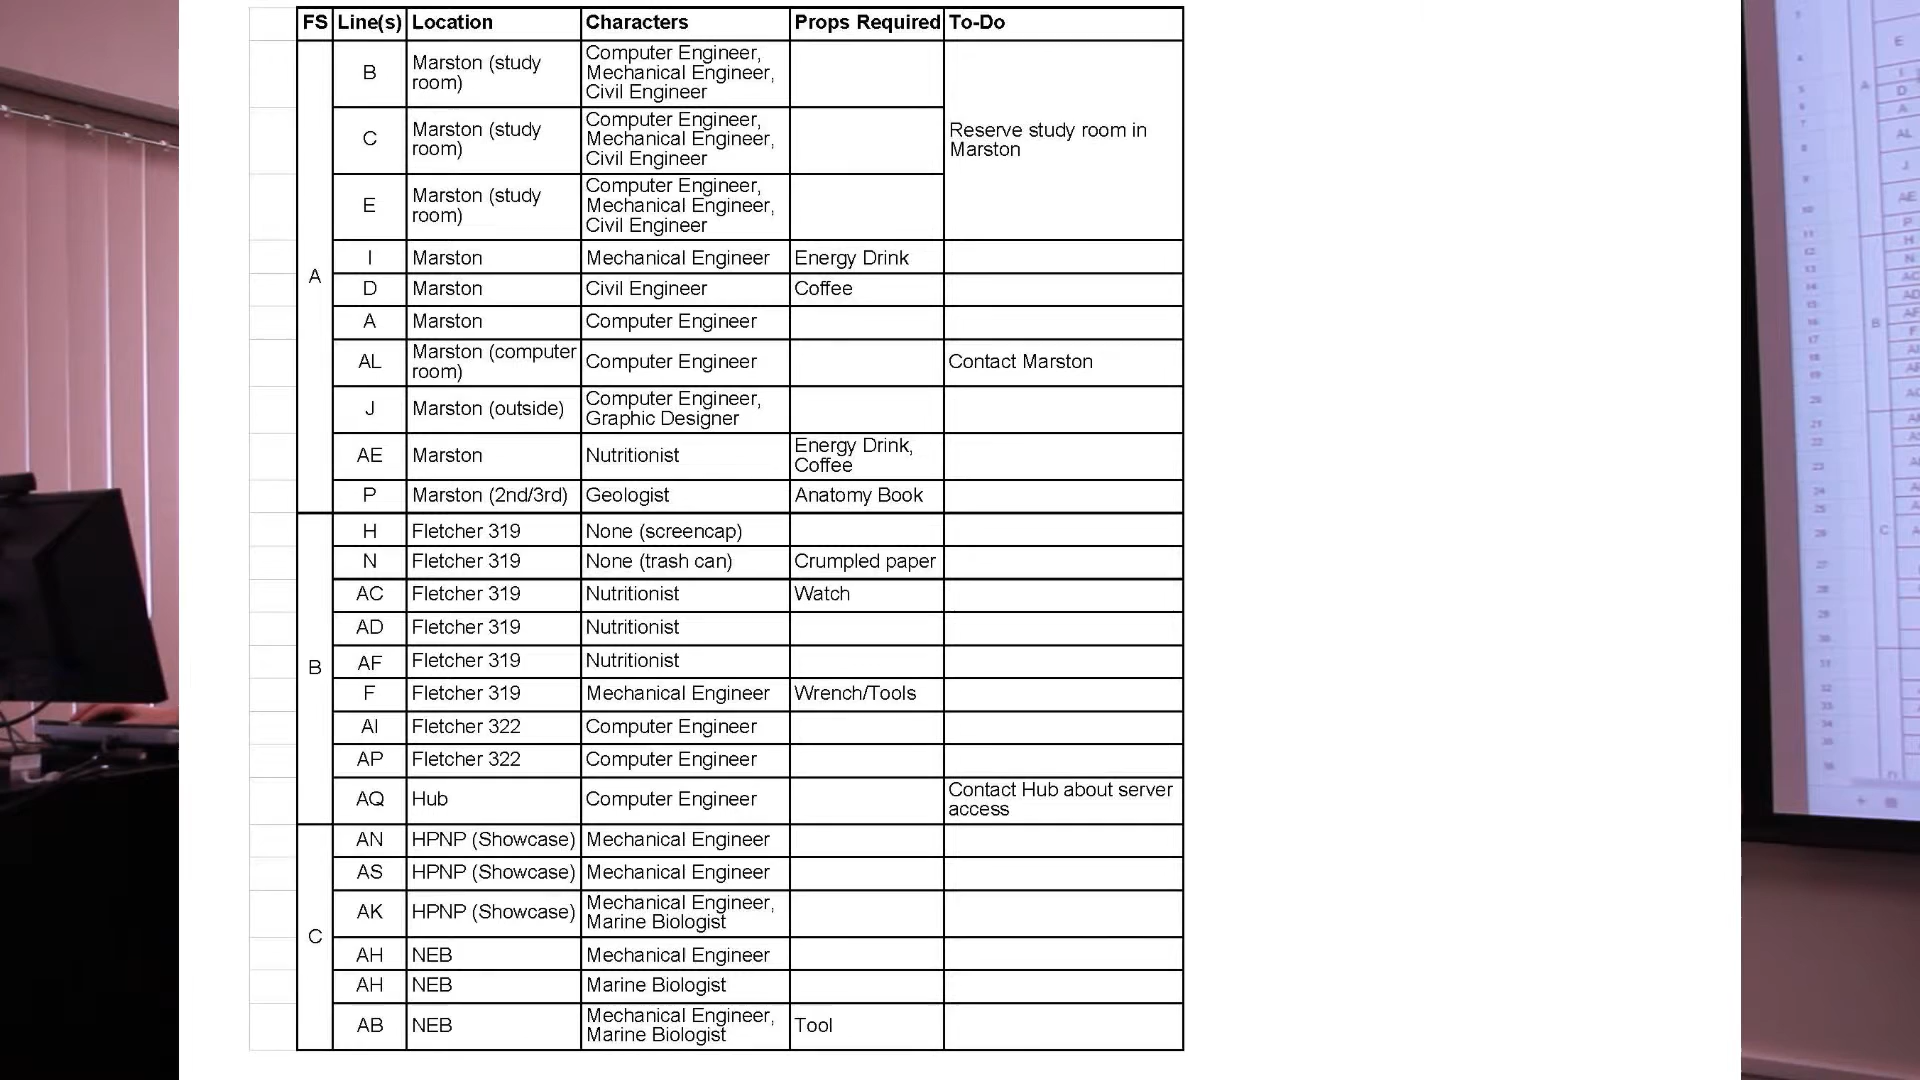 FS Line(s) Location Characters Props Required To-Do
A
B Marston (study room) Computer Engineer, Mechanical Engineer, Civil Engineer
Reserve study room in Marston
C Marston (study room) Computer Engineer, Mechanical Engineer, Civil Engineer
E Marston (study room) Computer Engineer, Mechanical Engineer, Civil Engineer
I Marston Mechanical Engineer Energy Drink
D Marston Civil Engineer Coffee
A Marston Computer Engineer
AL Marston (computer room) Computer Engineer Contact Marston
J Marston (outside) Computer Engineer, Graphic Designer
AE Marston Nutritionist Energy Drink, Coffee
P Marston (2nd/3rd) Geologist Anatomy Book
B
H Fletcher 319 None (screencap)
N Fletcher 319 None (trash can) Crumpled paper
AC Fletcher 319 Nutritionist Watch
AD Fletcher 319 Nutritionist
AF Fletcher 319 Nutritionist
F Fletcher 319 Mechanical Engineer Wrench/Tools
AI Fletcher 322 Computer Engineer
AP Fletcher 322 Computer Engineer
AQ Hub Computer Engineer Contact Hub about server access
C
AN HPNP (Showcase) Mechanical Engineer
AS HPNP (Showcase) Mechanical Engineer
AK HPNP (Showcase) Mechanical Engineer, Marine Biologist
AH NEB Mechanical Engineer
AH NEB Marine Biologist
AB NEB Mechanical Engineer, Marine Biologist Tool